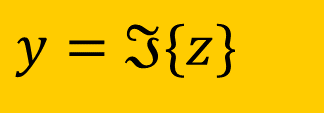 y = ℑ{z}